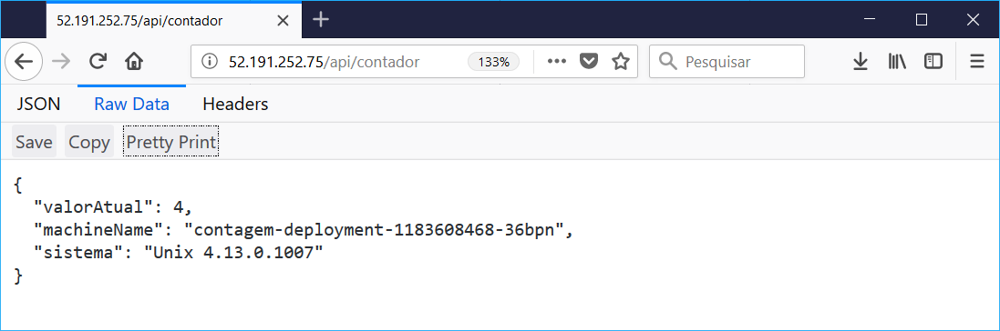 52.191.252.75/api/contador
52.191.252.75/api/contador 133% Pesquisar
JSON Raw Data Headers
Save Copy Pretty Print
{
"valorAtual": 4,
"machineName": "contagem-deployment-1183608468-36bpn",
"sistema": "Unix 4.13.0.1007"
}